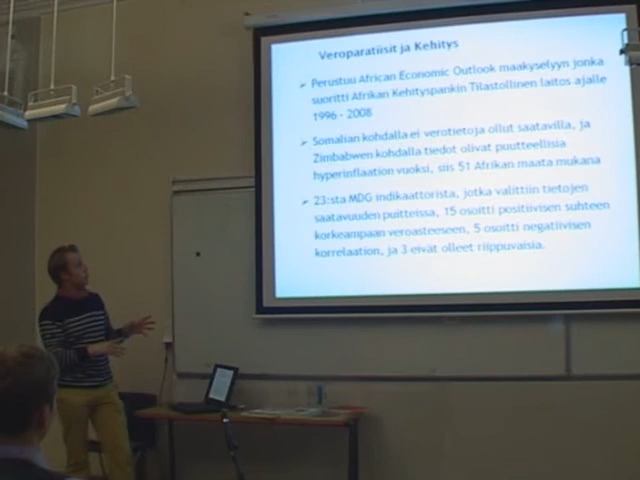 Veroparatiisit ja Kehitys
Perustuu African Economic Outlook maakyselyyn jonka
suoritti Afrikan Kehityspankin Tilastollinen laitos ajalle
1996 - 2008
Somalian kohdalla ei verotietoja ollut saatavilla, ja
Zimbabwen kohdalla tiedot olivat puutteellisia
hyperinflaation vuoksi, siis 51 Afrikan maata mukana
23:sta MDG indikaattorista, jotka valittiin tietojen
saatavuuden puitteissa, 15 osoitti positiivisen suhteen
korkeampaan veroasteeseen, 5 osoitti negatiivisen
korrelaation, ja 3 eivät olleet riippuvaisia.